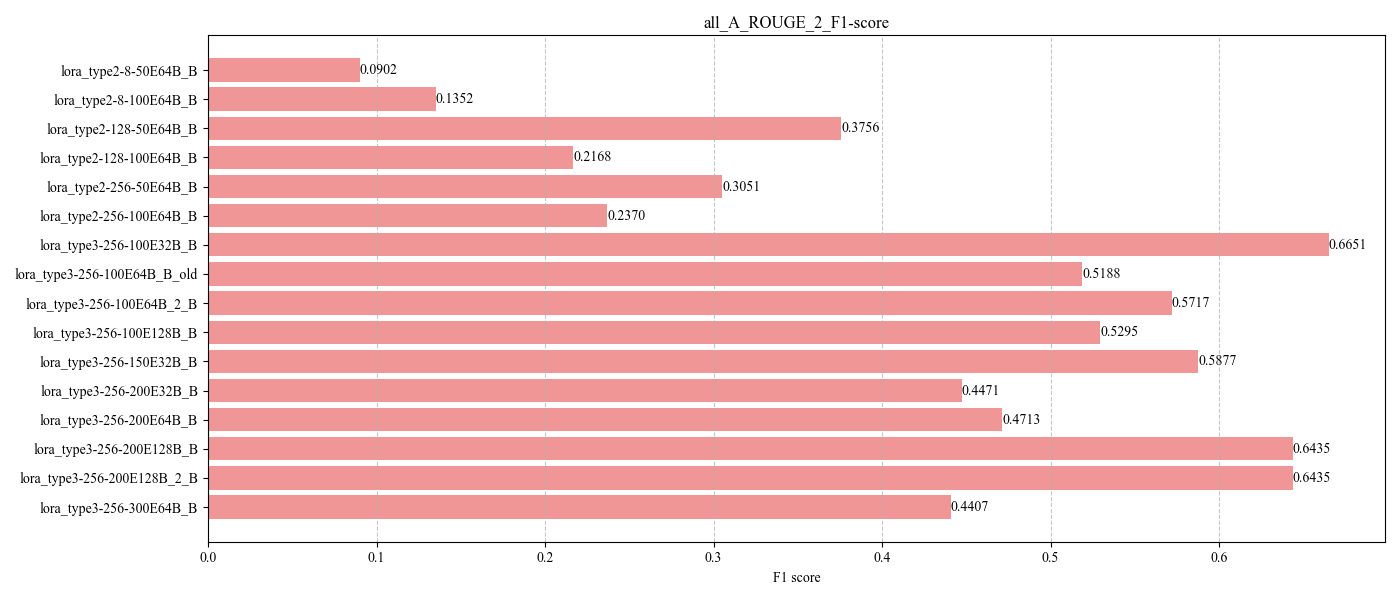 all_A_ROUGE_2_F1-score
lora_type2-8-50E64B_B 0.0902
lora_type2-8-100E64B_B 0.1352
lora_type2-128-50E64B_B 0.3756
lora_type2-128-100E64B_B 0.2168
lora_type2-256-50E64B_B 0.3051
lora_type2-256-100E64B_B 0.2370
lora_type3-256-100E32B_B 0.6651
lora_type3-256-100E64B_B_old 0.5188
lora_type3-256-100E64B_2_B 0.5717
lora_type3-256-100E128B_B 0.5295
lora_type3-256-150E32B_B 0.5877
lora_type3-256-200E32B_B 0.4471
lora_type3-256-200E64B_B 0.4713
lora_type3-256-200E128B_B 0.6435
lora_type3-256-200E128B_2_B 0.6435
lora_type3-256-300E64B_B 0.4407
0.0 0.1 0.2 0.3 0.4 0.5 0.6
F1 score